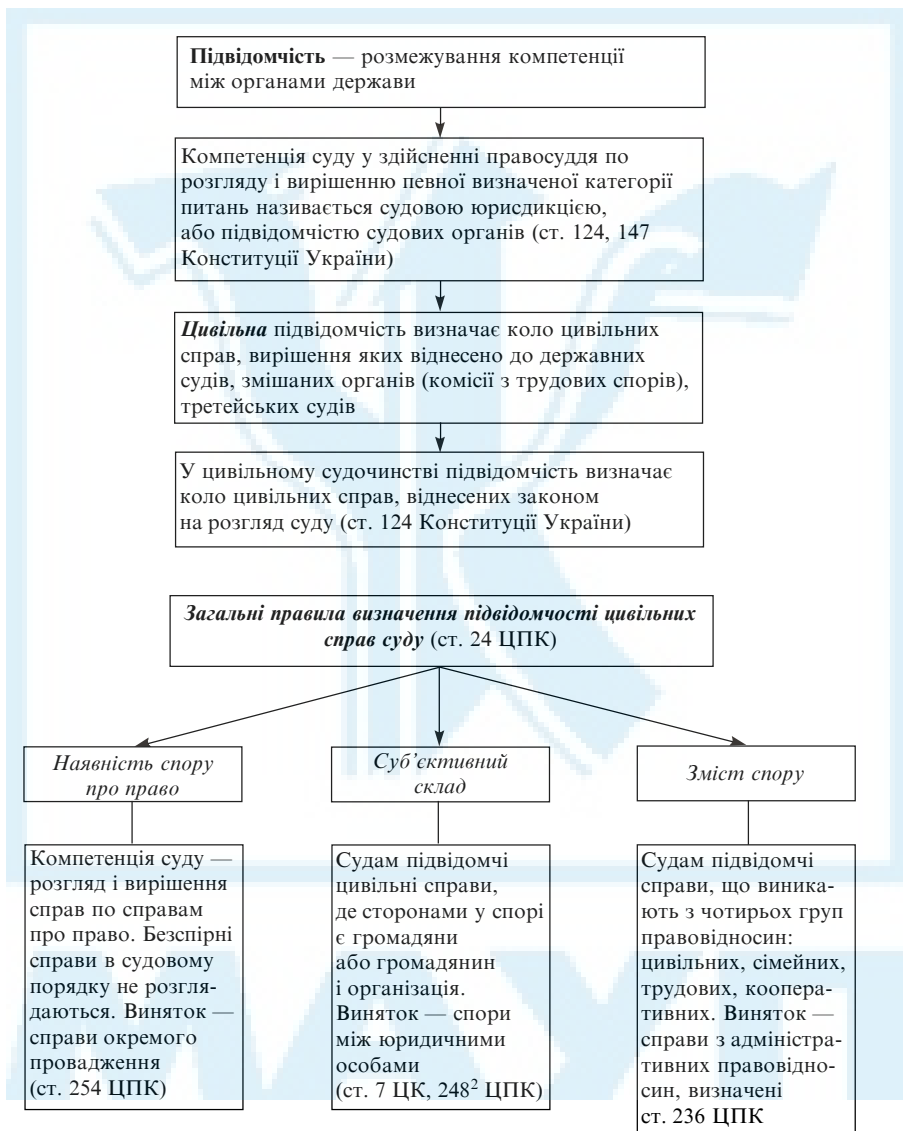 Підвідомчість — розмежування компетенції
між органами держави
Компетенція суду у здійсненні правосуддя по
розгляду і вирішенню певної визначеної категорії
питань називається судовою юрисдикцією,
або підвідомчістю судових органів (ст. 124, 147
Конституції України)
Цивільна підвідомчість визначає коло цивільних
справ, вирішення яких віднесено до державних
судів, змішаних органів (комісії з трудових спорів),
третейських судів
У цивільному судочинстві підвідомчість визначає
коло цивільних справ, віднесених законом
на розгляд суду (ст. 124 Конституції України)
Загальні правила визначення підвідомчості цивільних
справ суду (ст. 24 ЦПК)
Наявність спору
про право
Суб’єктивний
склад
Зміст спору
Компетенція суду —
розгляд і вирішення
справ по справам
про право. Безспірні
справи в судовому
порядку не розгля-
даються. Виняток —
справи окремого
провадження
(ст. 254 ЦПК)
Судам підвідомчі
цивільні справи,
де сторонами у спорі
є громадяни
або громадянин
і організація.
Виняток — спори
між юридичними
особами
(ст. 7 ЦК, 248² ЦПК)
Судам підвідомчі
справи, що виника-
ють з чотирьох груп
правовідносин:
цивільних, сімейних,
трудових, коопера-
тивних. Виняток —
справи з адміністра-
тивних правовідно-
син, визначені
ст. 236 ЦПК
МАУП